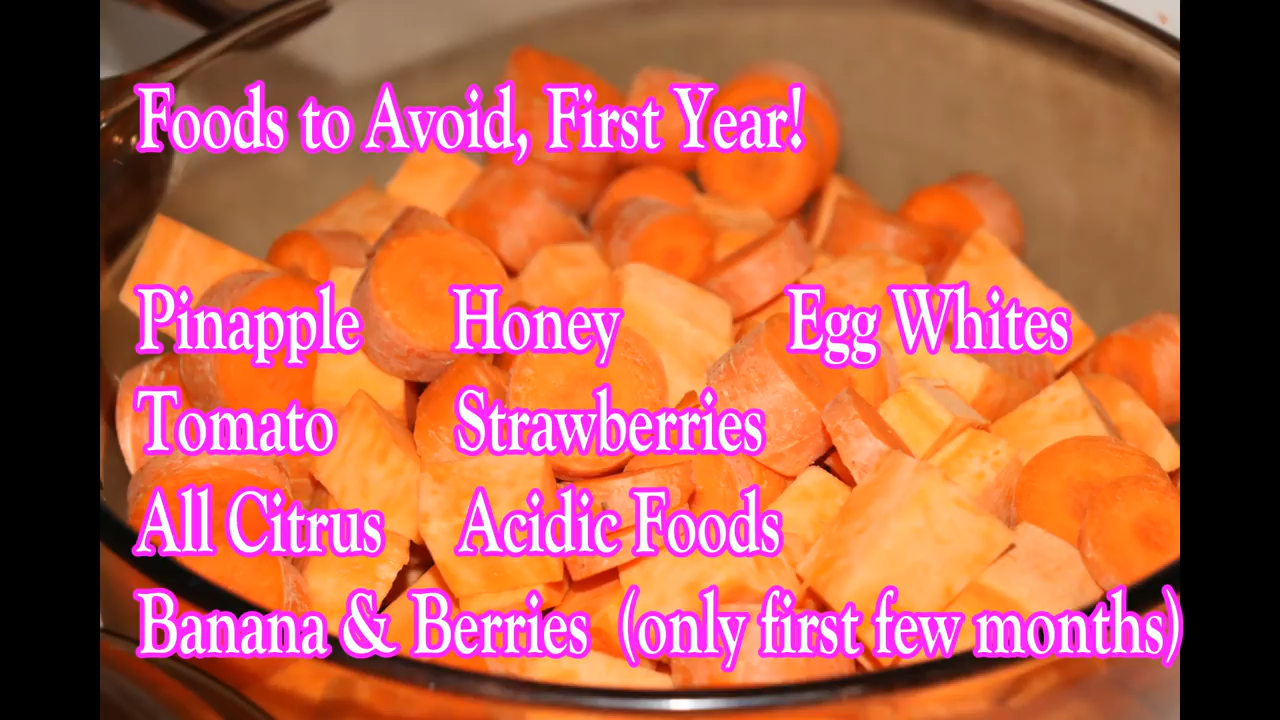 Foods to Avoid, First Year!
Pinapple Honey Egg Whites
Tomato Strawberries
All Citrus Acidic Foods
Banana & Berries (only first few months)